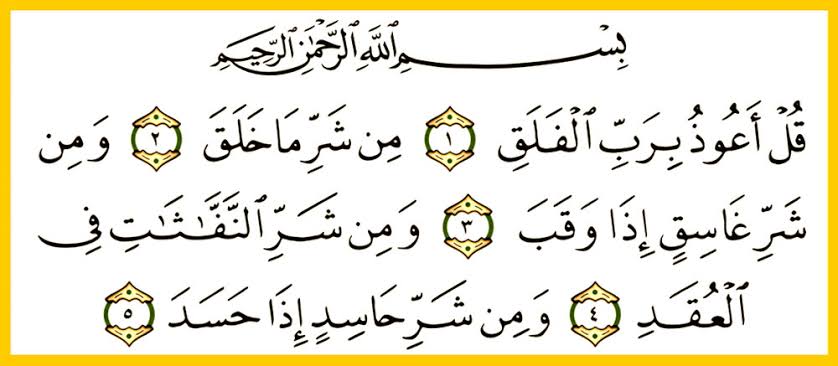 بِسْمِ ٱللَّهِ ٱلرَّحْمَٰنِ ٱلرَّحِيمِ
قُلْ أَعُوذُ بِرَبِّ ٱلْفَلَقِ ١ مِن شَرِّ مَا خَلَقَ ٢ وَمِن
شَرِّ غَاسِقٍ إِذَا وَقَبَ ٣ وَمِن شَرِّ ٱلنَّفَّٰثَٰتِ فِى
ٱلْعُقَدِ ٤ وَمِن شَرِّ حَاسِدٍ إِذَا حَسَدَ ٥